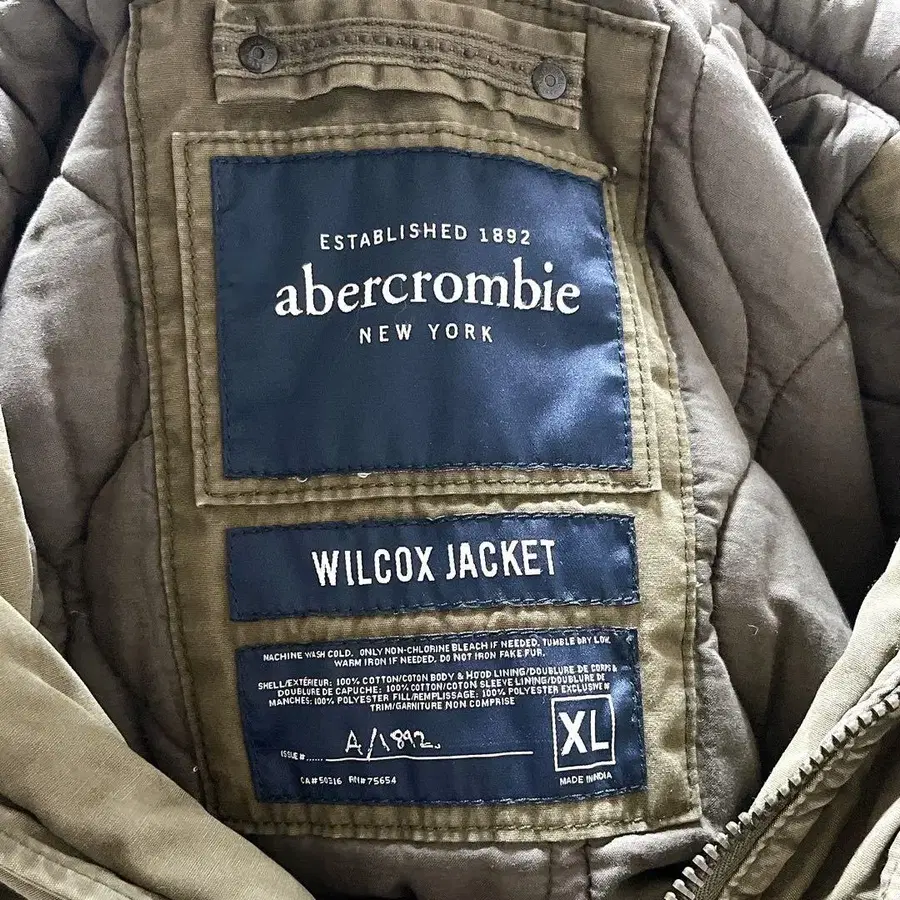 ESTABLISHED 1892
abercrombie
NEW YORK
WILCOX JACKET
MACHINE WASH COLD. ONLY NON-CHLORINE BLEACH IF NEEDED. TUMBLE DRY LOW.
WARM IRON IF NEEDED. DO NOT IRON FAKE FUR.
SHELL/EXTÉRIEUR: 100% COTTON/COTON BODY & HOOD LINING/DOUBLURE DE CORPS &
DOUBLURE DE CAPUCHE: 100% COTTON/COTON SLEEVE LINING/DOUBLURE DE
MANCHES: 100% POLYESTER FILL/REMPLISSAGE: 100% POLYESTER EXCLUSIVE OF
TRIM/GARNITURE NON COMPRISE
ISSUE #...... A/1892.
XL
CA#50316 RN#75654
MADE IN INDIA